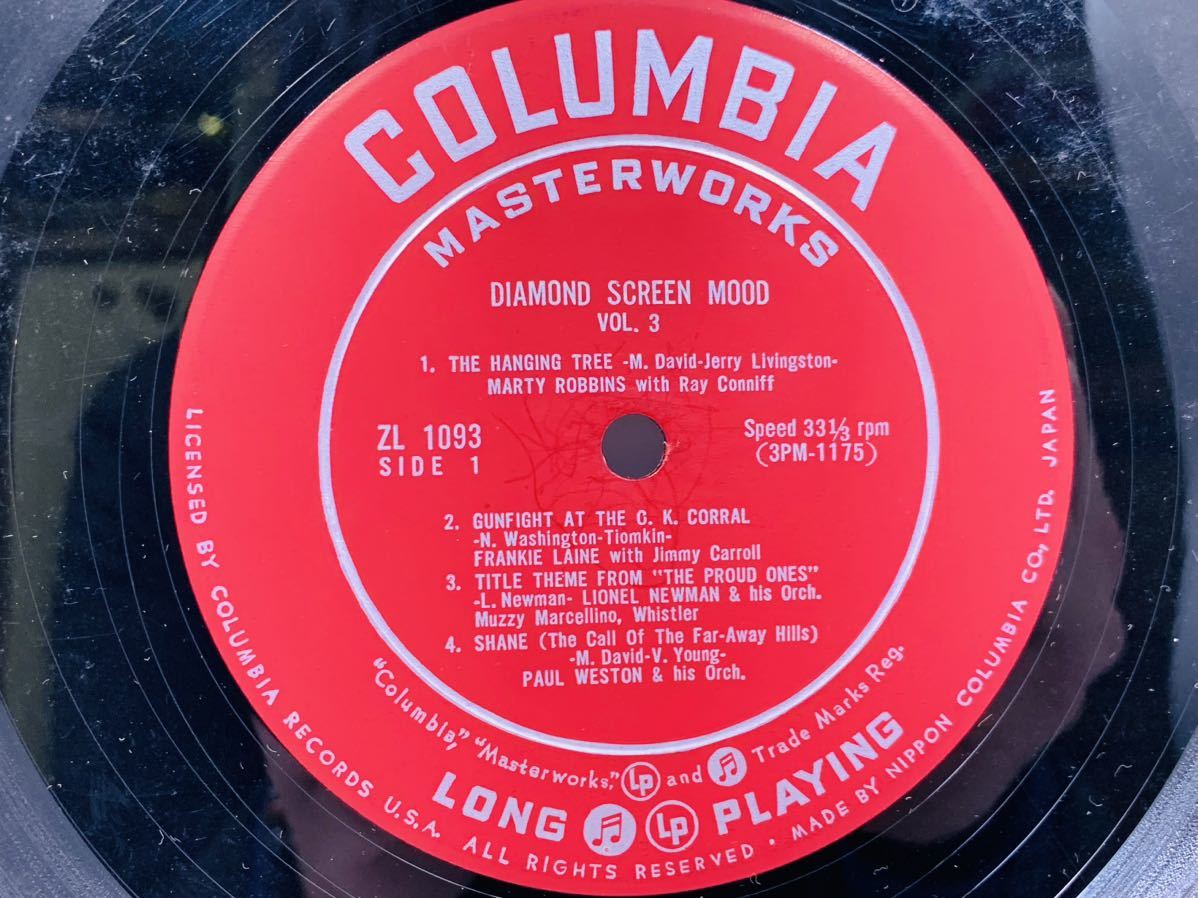 COLUMBIA
MASTERWORKS
DIAMOND SCREEN MOOD
VOL. 3
1. THE HANGING TREE -M. David-Jerry Livingston-
MARTY ROBBINS with Ray Conniff
ZL 1093
SIDE 1
Speed 33⅓ rpm
(3PM-1175)
2. GUNFIGHT AT THE O. K. CORRAL
-N. Washington-Tiomkin-
FRANKIE LAINE with Jimmy Carroll
3. TITLE THEME FROM "THE PROUD ONES"
-L. Newman- LIONEL NEWMAN & his Orch.
Muzzy Marcellino, Whistler
4. SHANE (The Call Of The Far-Away Hills)
-M. David-V. Young-
PAUL WESTON & his Orch.
"Columbia," "Masterworks," LP and Trade Marks Reg.
LONG LP PLAYING
LICENSED BY COLUMBIA RECORDS U.S.A. ALL RIGHTS RESERVED • MADE BY NIPPON COLUMBIA CO., LTD. JAPAN